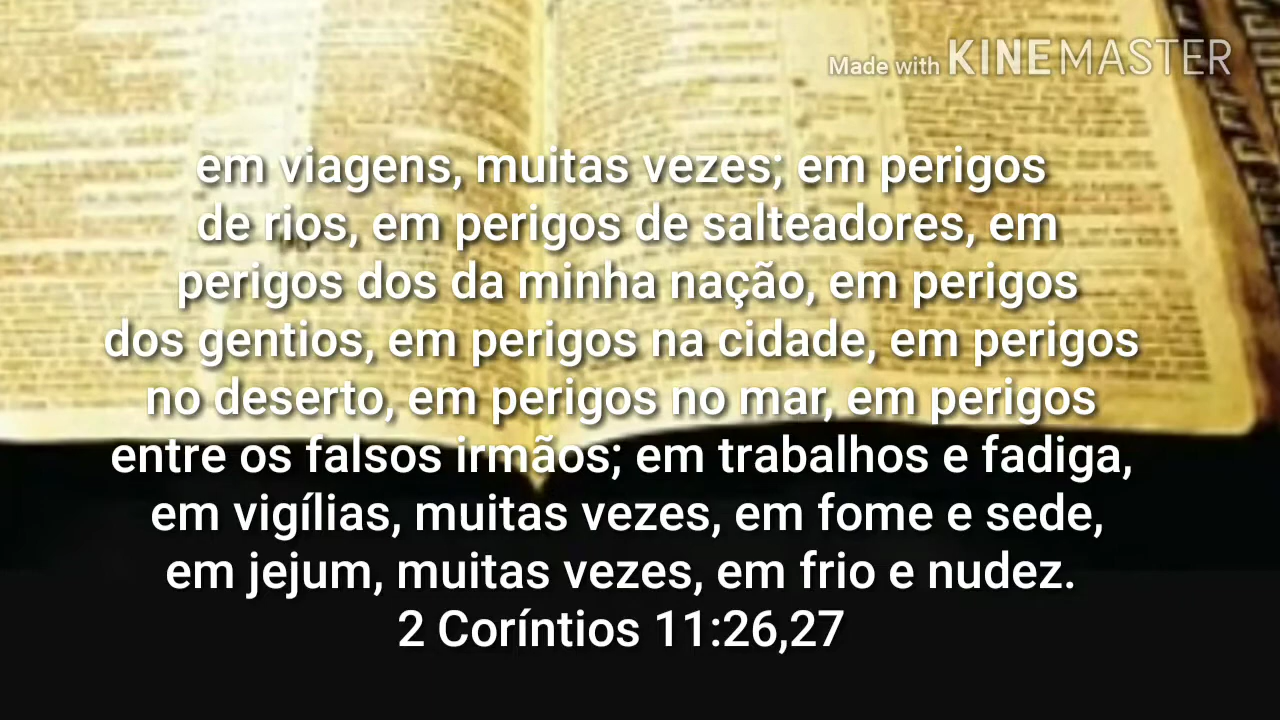 Made with KINEMASTER
em viagens, muitas vezes; em perigos
de rios, em perigos de salteadores, em
perigos dos da minha nação, em perigos
dos gentios, em perigos na cidade, em perigos
no deserto, em perigos no mar, em perigos
entre os falsos irmãos; em trabalhos e fadiga,
em vigílias, muitas vezes, em fome e sede,
em jejum, muitas vezes, em frio e nudez.
2 Coríntios 11:26,27